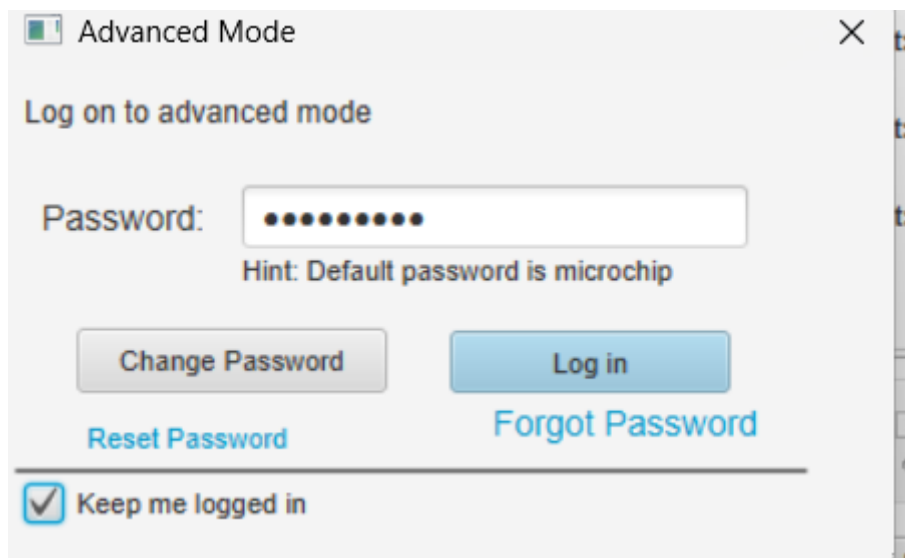 Advanced Mode
Log on to advanced mode
Password: •••••••••
Hint: Default password is microchip
Change Password Log in
Reset Password Forgot Password
Keep me logged in